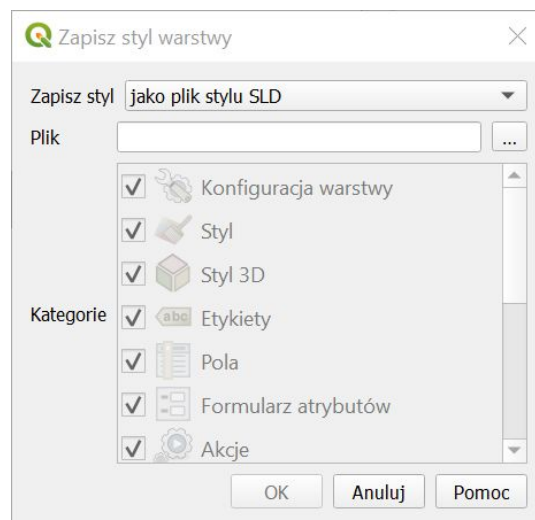 Zapisz styl warstwy
Zapisz styl jako plik stylu SLD
Plik ...
Konfiguracja warstwy
Styl
Styl 3D
Kategorie abc Etykiety
Pola
Formularz atrybutów
Akcje
OK Anuluj Pomoc